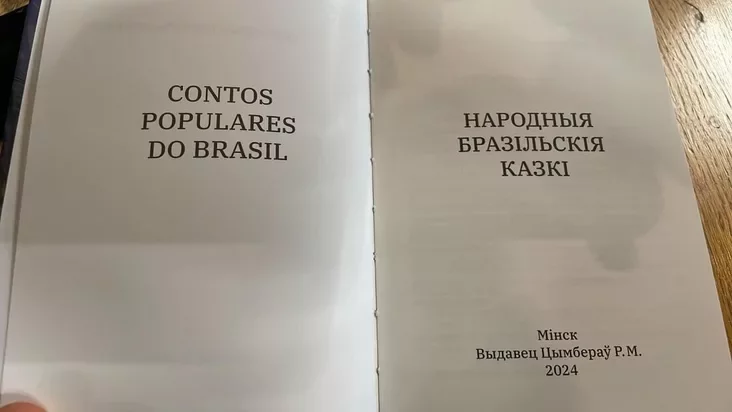 CONTOS
POPULARES
DO BRASIL
НАРОДНЫЯ
БРАЗІЛЬСКІЯ
КАЗКІ
Мінск
Выдавец Цымбераў Р.М.
2024